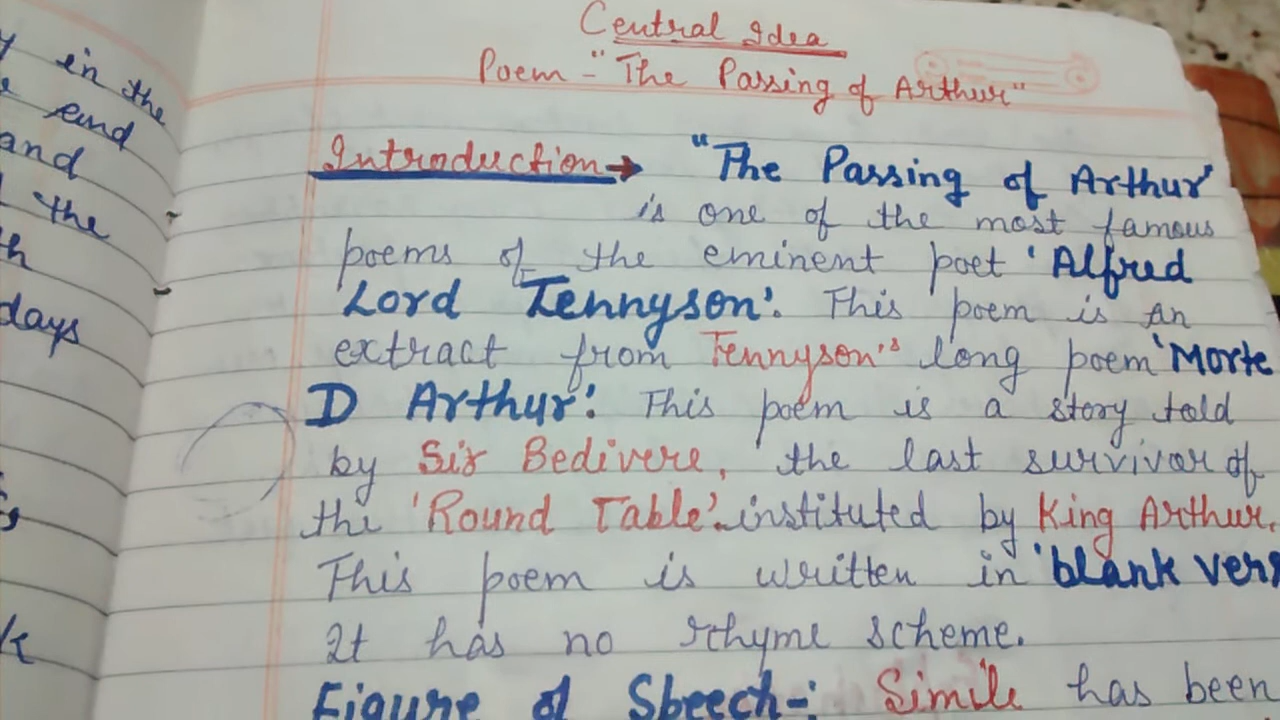 y in the
end
and
the
th
days
k
Central Idea
Poem - "The Passing of Arthur"
Introduction → "The Passing of Arthur'
is one of the most famous
poems of the eminent poet 'Alfred
Lord Tennyson'. This poem is an
extract from Tennyson's long poem 'Morte
D Arthur'. This poem is a story told
by Sir Bedivere, the last survivor of
the 'Round Table' instituted by King Arthur.
This poem is written in 'blank vers
It has no rhyme scheme.
Figure of Speech-: Simile has been